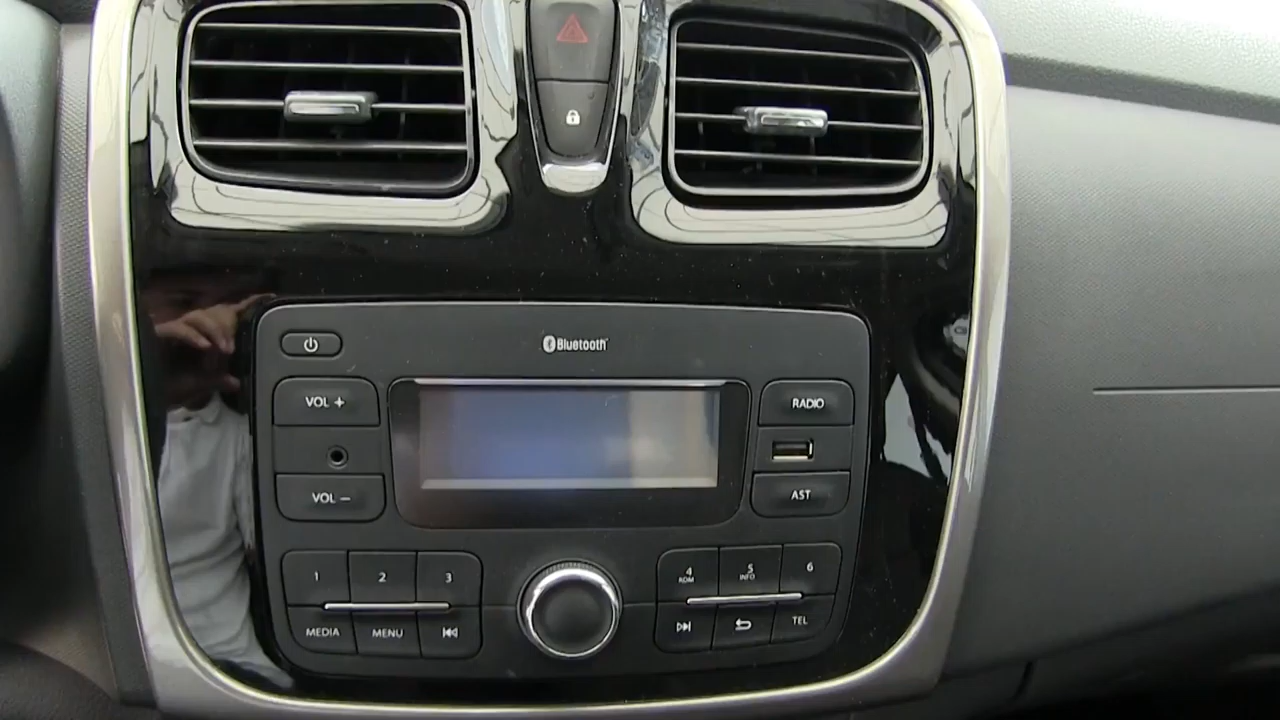 Bluetooth
VOL +
RADIO
VOL −
AST
1
2
3
4
RDM
5
INFO
6
MEDIA
MENU
TEL